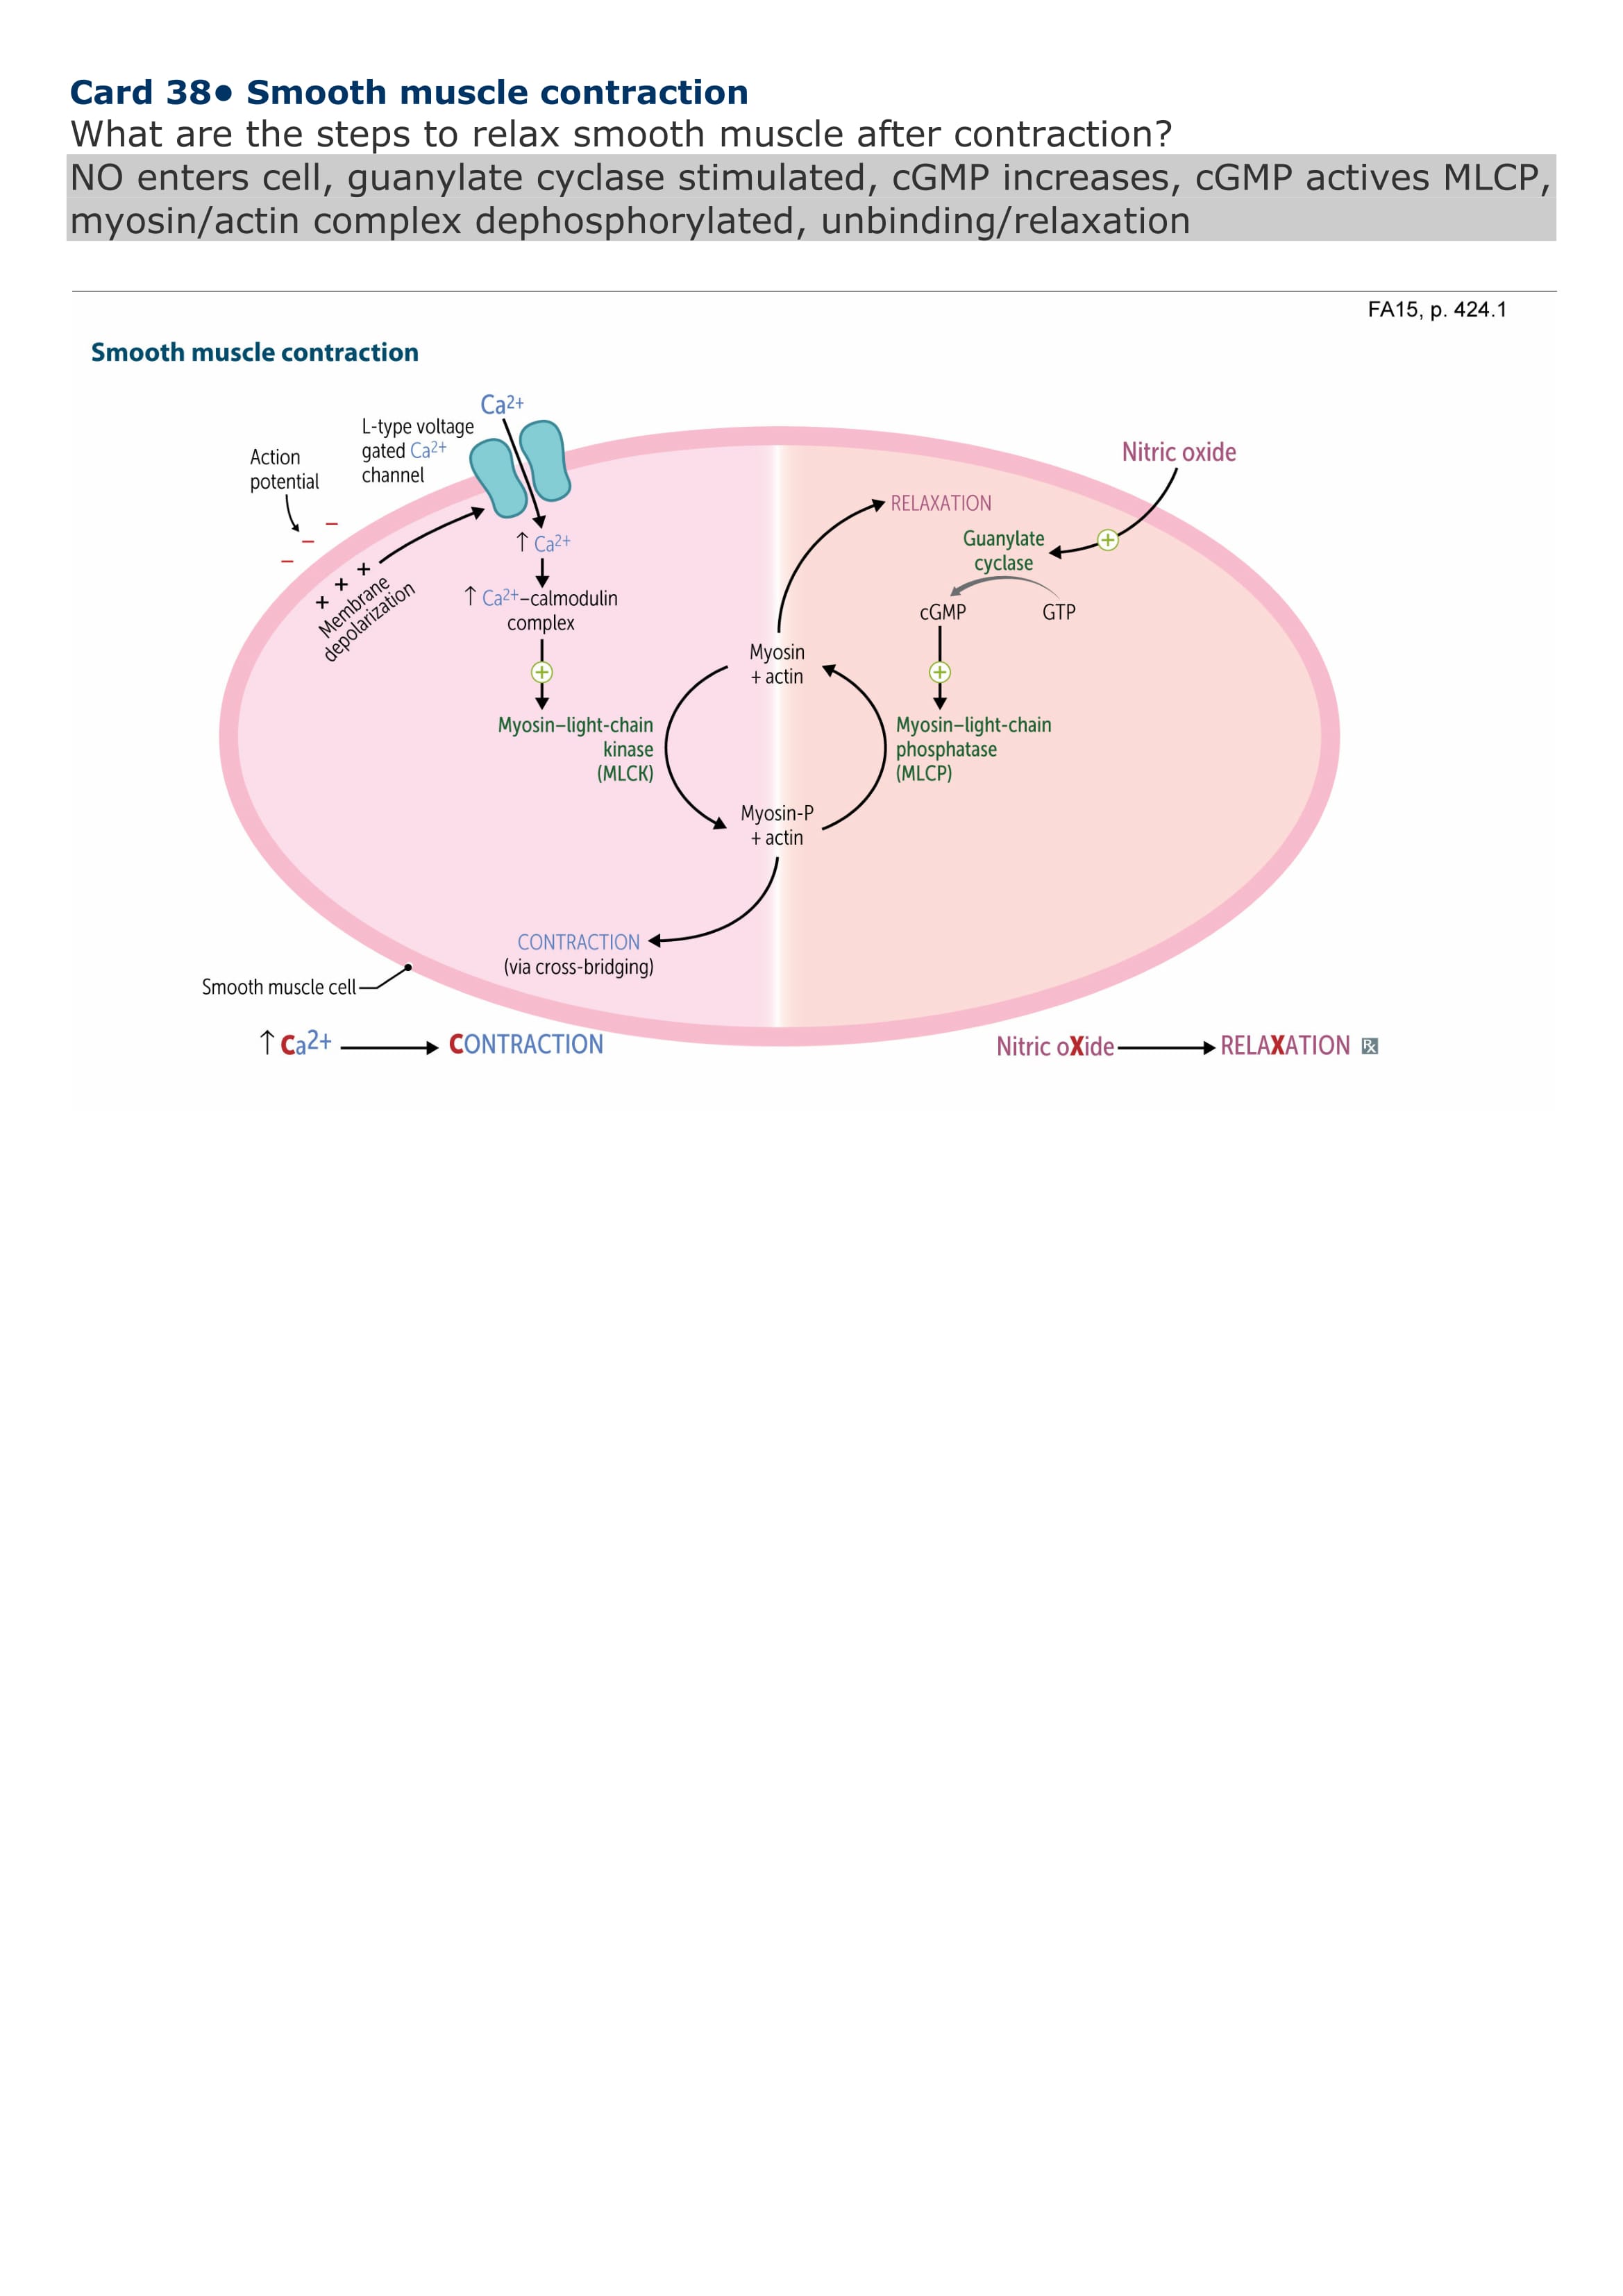 Card 38• Smooth muscle contraction
What are the steps to relax smooth muscle after contraction?
NO enters cell, guanylate cyclase stimulated, cGMP increases, cGMP actives MLCP,
myosin/actin complex dephosphorylated, unbinding/relaxation
FA15, p. 424.1
Smooth muscle contraction
Ca2+
L-type voltage
gated Ca2+
channel
Action
potential
− − −
+ + +
Membrane
depolarization
↑ Ca2+
↑ Ca2+–calmodulin
complex
+
Myosin–light-chain
kinase
(MLCK)
Myosin
+ actin
Myosin-P
+ actin
CONTRACTION
(via cross-bridging)
Smooth muscle cell
Nitric oxide
+
RELAXATION
Guanylate
cyclase
cGMP
GTP
+
Myosin–light-chain
phosphatase
(MLCP)
↑ Ca2+ → CONTRACTION
Nitric oXide → RELAXATION ℞